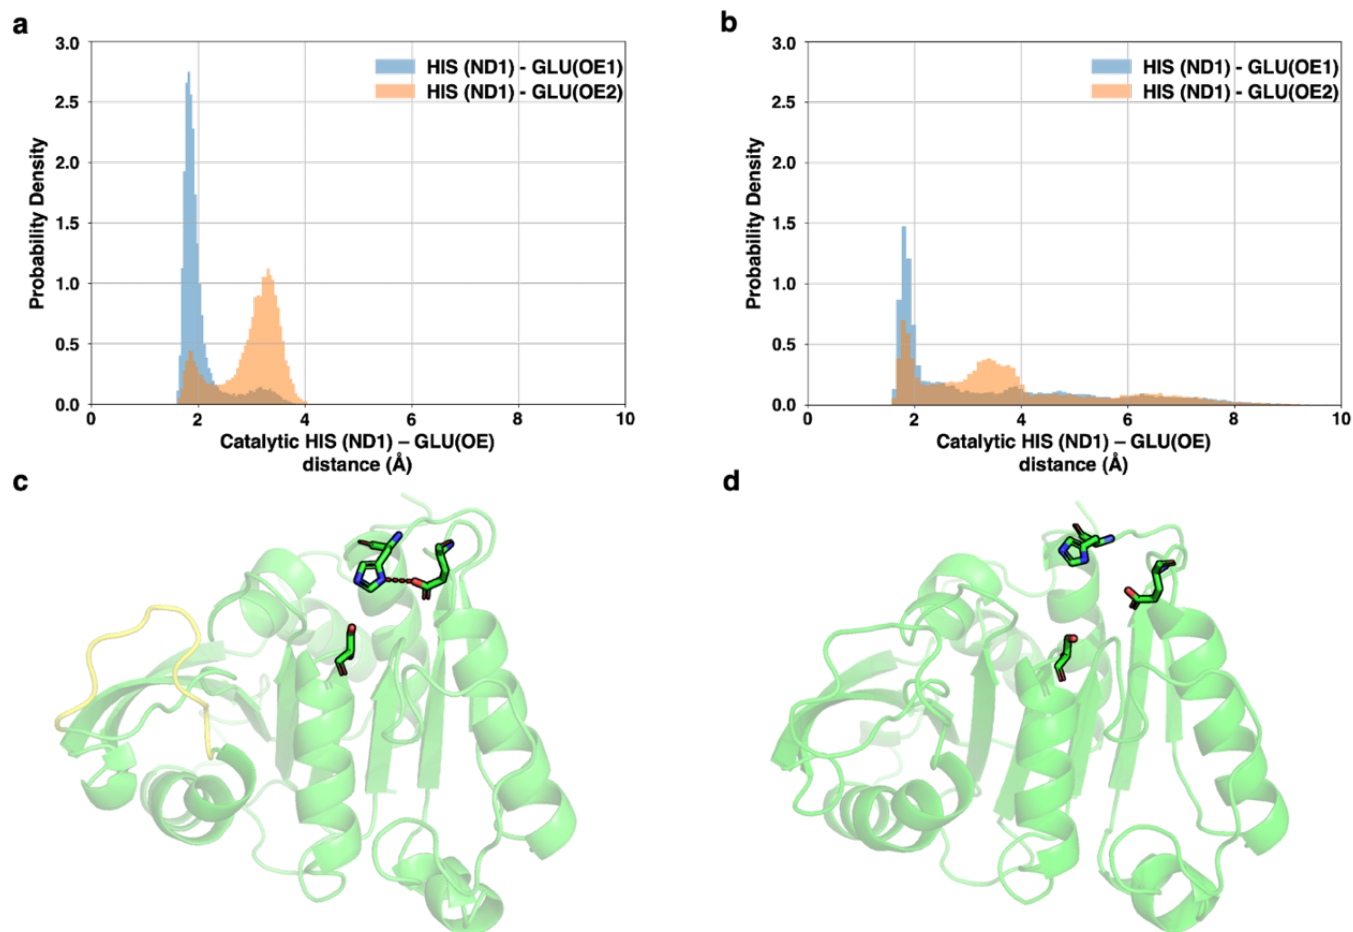 a
3.0
2.5
2.0
1.5
1.0
0.5
0.0
Probability Density
HIS (ND1) - GLU(OE1)
HIS (ND1) - GLU(OE2)
0 2 4 6 8 10
Catalytic HIS (ND1) – GLU(OE)
distance (Å)
b
3.0
2.5
2.0
1.5
1.0
0.5
0.0
Probability Density
HIS (ND1) - GLU(OE1)
HIS (ND1) - GLU(OE2)
0 2 4 6 8 10
Catalytic HIS (ND1) – GLU(OE)
distance (Å)
c
d